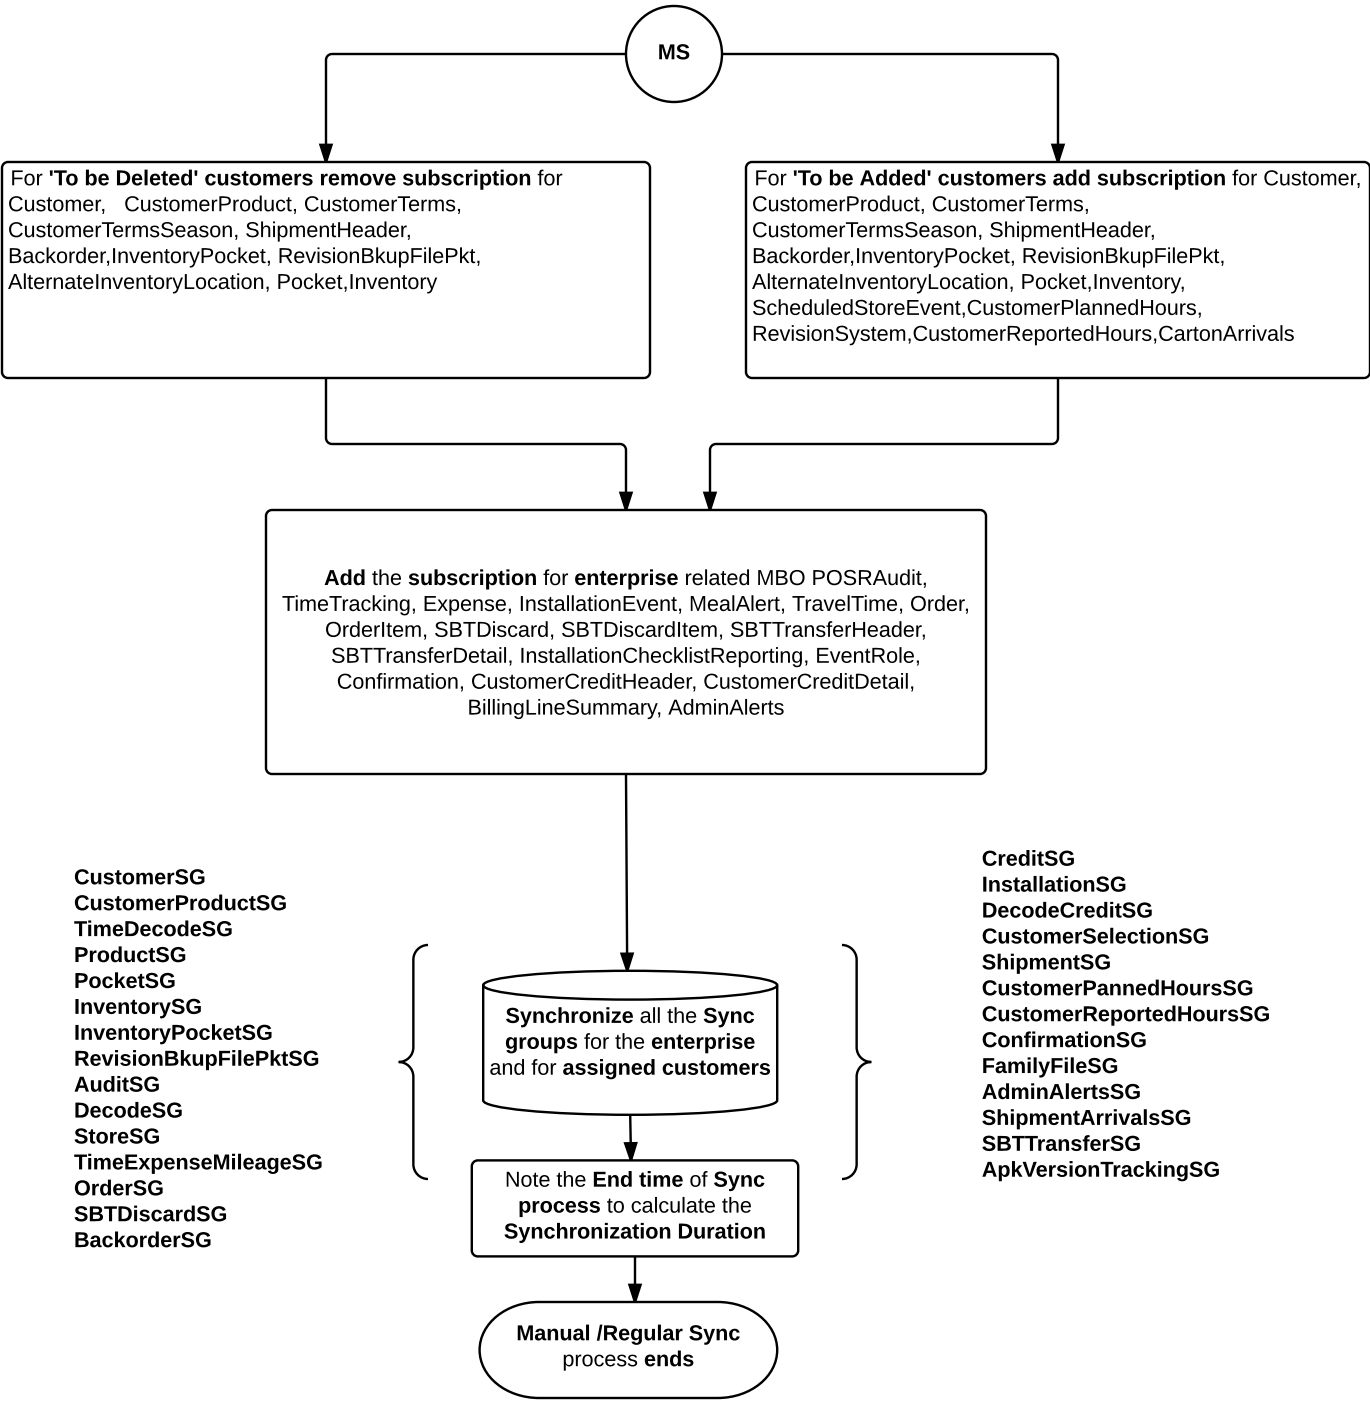 MS
For 'To be Deleted' customers remove subscription for
Customer, CustomerProduct, CustomerTerms,
CustomerTermsSeason, ShipmentHeader,
Backorder,InventoryPocket, RevisionBkupFilePkt,
AlternateInventoryLocation, Pocket,Inventory
For 'To be Added' customers add subscription for Customer,
CustomerProduct, CustomerTerms,
CustomerTermsSeason, ShipmentHeader,
Backorder,InventoryPocket, RevisionBkupFilePkt,
AlternateInventoryLocation, Pocket,Inventory,
ScheduledStoreEvent,CustomerPlannedHours,
RevisionSystem,CustomerReportedHours,CartonArrivals
Add the subscription for enterprise related MBO POSRAudit,
TimeTracking, Expense, InstallationEvent, MealAlert, TravelTime, Order,
OrderItem, SBTDiscard, SBTDiscardItem, SBTTransferHeader,
SBTTransferDetail, InstallationChecklistReporting, EventRole,
Confirmation, CustomerCreditHeader, CustomerCreditDetail,
BillingLineSummary, AdminAlerts
CustomerSG
CustomerProductSG
TimeDecodeSG
ProductSG
PocketSG
InventorySG
InventoryPocketSG
RevisionBkupFilePktSG
AuditSG
DecodeSG
StoreSG
TimeExpenseMileageSG
OrderSG
SBTDiscardSG
BackorderSG
Synchronize all the Sync
groups for the enterprise
and for assigned customers
CreditSG
InstallationSG
DecodeCreditSG
CustomerSelectionSG
ShipmentSG
CustomerPannedHoursSG
CustomerReportedHoursSG
ConfirmationSG
FamilyFileSG
AdminAlertsSG
ShipmentArrivalsSG
SBTTransferSG
ApkVersionTrackingSG
Note the End time of Sync
process to calculate the
Synchronization Duration
Manual /Regular Sync
process ends